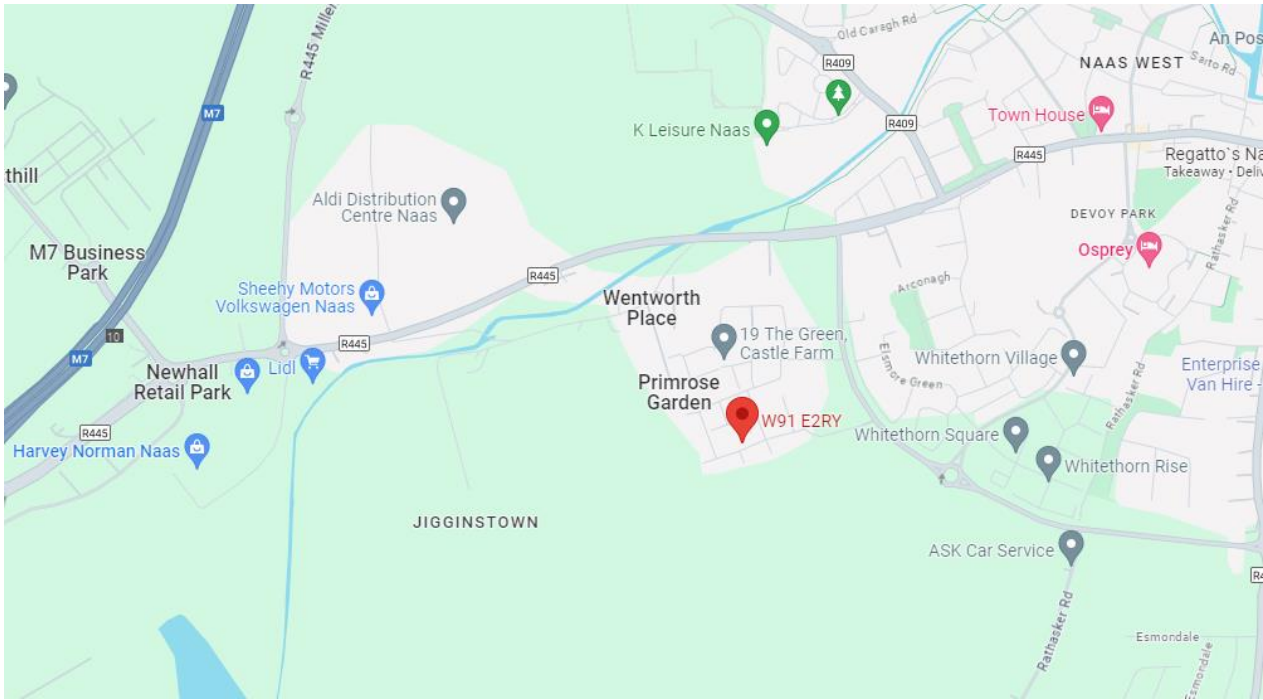 Old Caragh Rd
An Pos
R409
NAAS WEST
Sarto Rd
R445 Miller
M7
Town House
K Leisure Naas
R409
R445
Regatto`s Na
Takeaway • Deliv
thill
Aldi Distribution
Centre Naas
DEVOY PARK
Rathasker Rd
M7 Business
Park
Osprey
R445
Arconagh
Sheehy Motors
Volkswagen Naas
Wentworth
Place
10
19 The Green,
Castle Farm
R445
M7
Elsmore Green
Whitethorn Village
Enterprise
Van Hire -
Newhall
Retail Park
Lidl
Primrose
Garden
Rathasker Rd
W91 E2RY
R445
Whitethorn Square
Harvey Norman Naas
Whitethorn Rise
JIGGINSTOWN
ASK Car Service
R4
Rathasker Rd
Esmondale
Esmondale